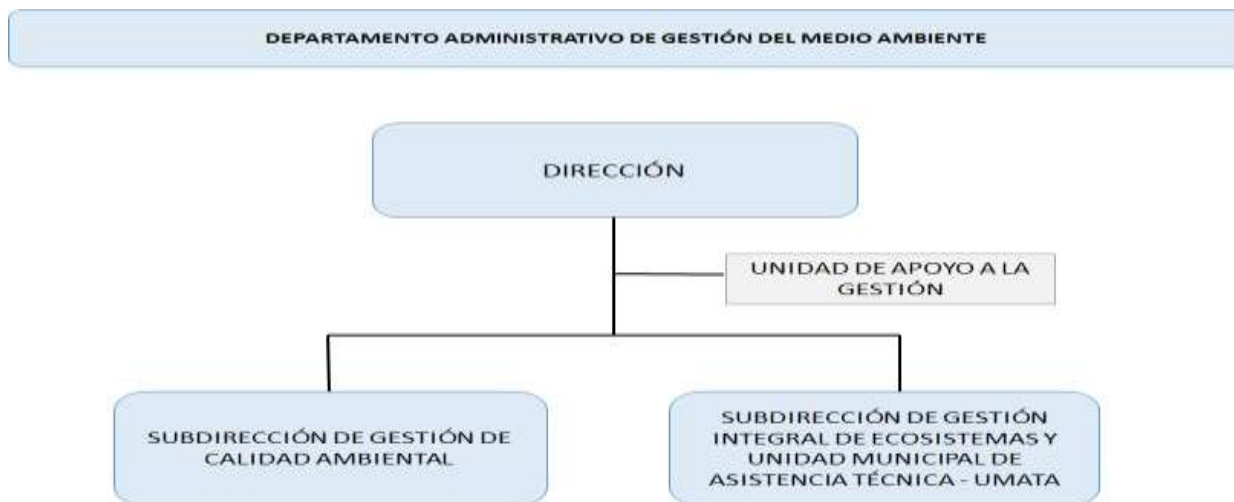 DEPARTAMENTO ADMINISTRATIVO DE GESTIÓN DEL MEDIO AMBIENTE
DIRECCIÓN
UNIDAD DE APOYO A LA
GESTIÓN
SUBDIRECCIÓN DE GESTIÓN DE
CALIDAD AMBIENTAL
SUBDIRECCIÓN DE GESTIÓN
INTEGRAL DE ECOSISTEMAS Y
UNIDAD MUNICIPAL DE
ASISTENCIA TÉCNICA - UMATA